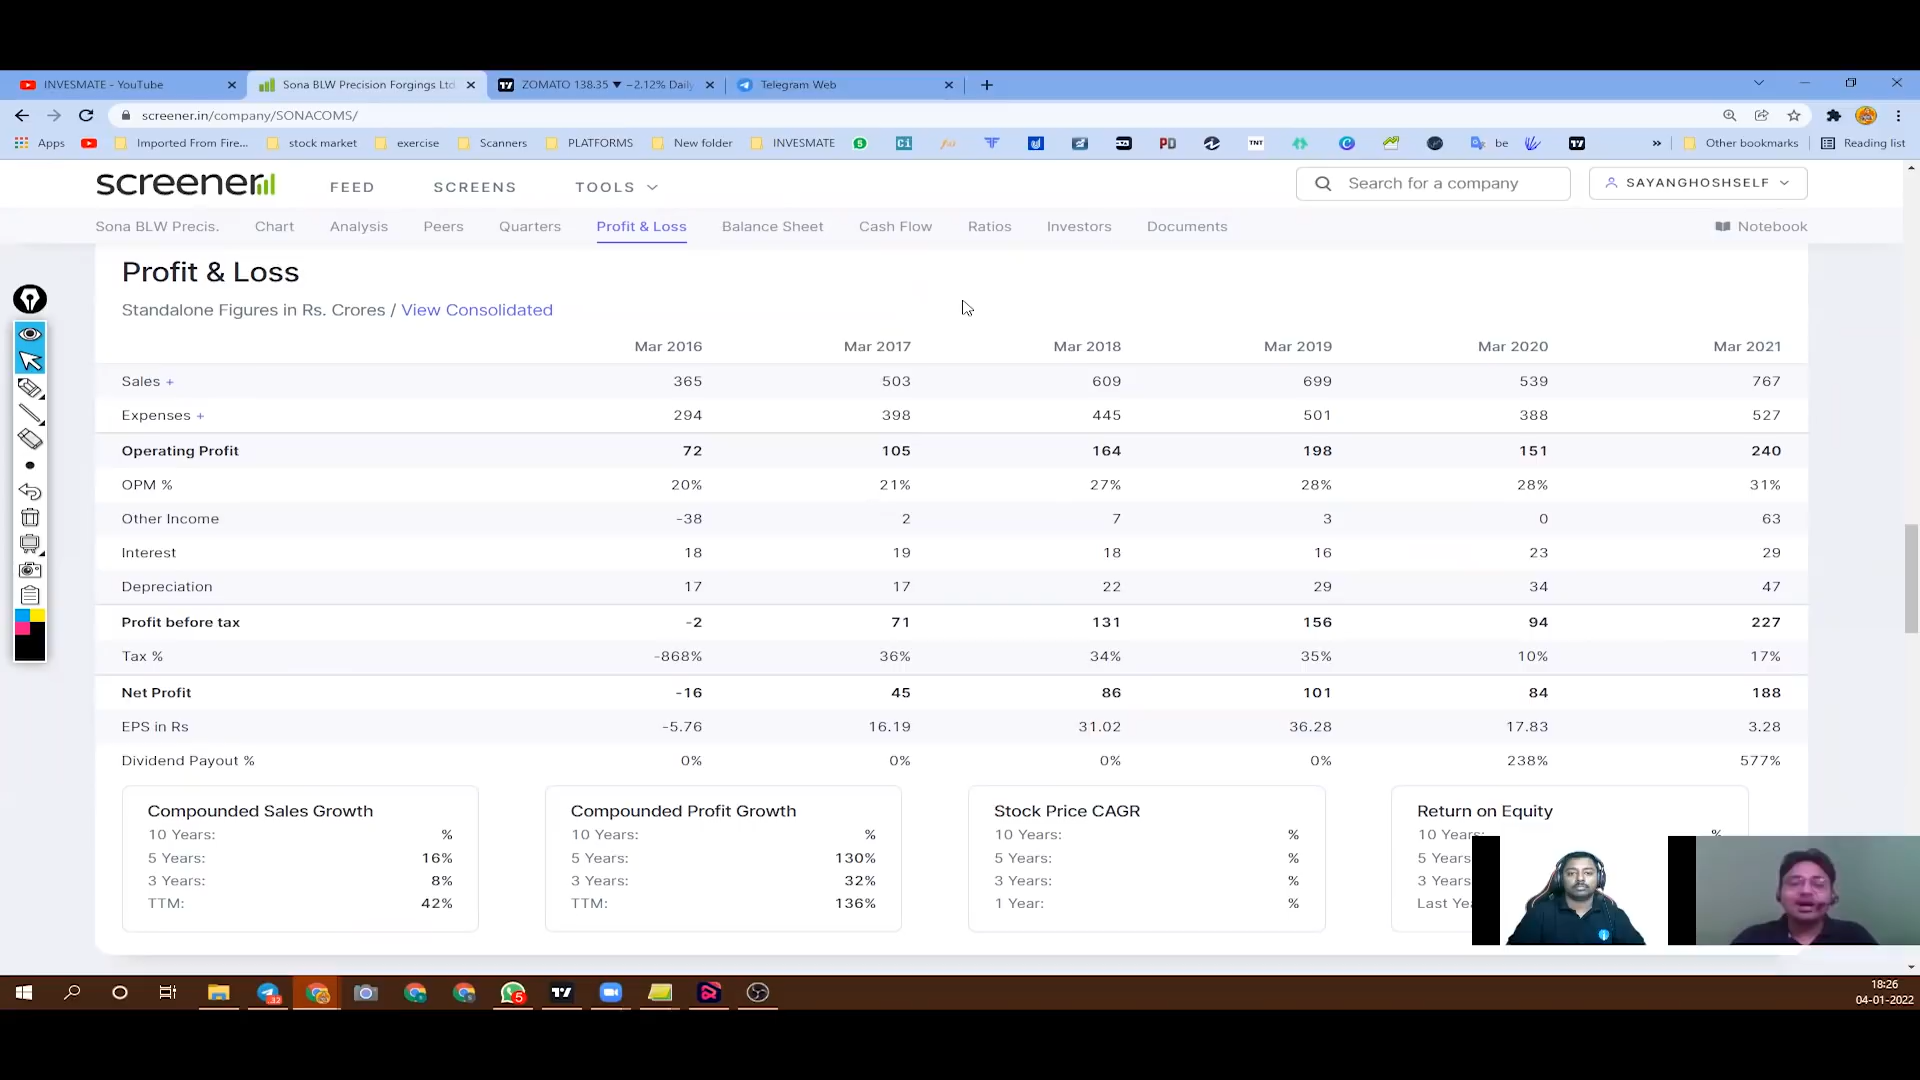 INVESMATE - YouTube
Sona BLW Precision Forgings Ltd
ZOMATO 138.35 ▼ −2.12% Daily
Telegram Web
screener.in/company/SONACOMS/
Apps
Imported From Fire...
stock market
exercise
Scanners
PLATFORMS
New folder
INVESMATE
be
»
Other bookmarks
Reading list
screener
FEED
SCREENS
TOOLS
Search for a company
SAYANGHOSHSELF
Sona BLW Precis. Chart Analysis Peers Quarters Profit & Loss Balance Sheet Cash Flow Ratios Investors Documents Notebook
Profit & Loss
Standalone Figures in Rs. Crores / View Consolidated
Mar 2016 Mar 2017 Mar 2018 Mar 2019 Mar 2020 Mar 2021
Sales + 365 503 609 699 539 767
Expenses + 294 398 445 501 388 527
Operating Profit 72 105 164 198 151 240
OPM % 20% 21% 27% 28% 28% 31%
Other Income -38 2 7 3 0 63
Interest 18 19 18 16 23 29
Depreciation 17 17 22 29 34 47
Profit before tax -2 71 131 156 94 227
Tax % -868% 36% 34% 35% 10% 17%
Net Profit -16 45 86 101 84 188
EPS in Rs -5.76 16.19 31.02 36.28 17.83 3.28
Dividend Payout % 0% 0% 0% 0% 238% 577%
Compounded Sales Growth
10 Years: %
5 Years: 16%
3 Years: 8%
TTM: 42%
Compounded Profit Growth
10 Years: %
5 Years: 130%
3 Years: 32%
TTM: 136%
Stock Price CAGR
10 Years: %
5 Years: %
3 Years: %
1 Year: %
Return on Equity
10 Years: %
5 Years
3 Years
Last Ye
18:26
04-01-2022